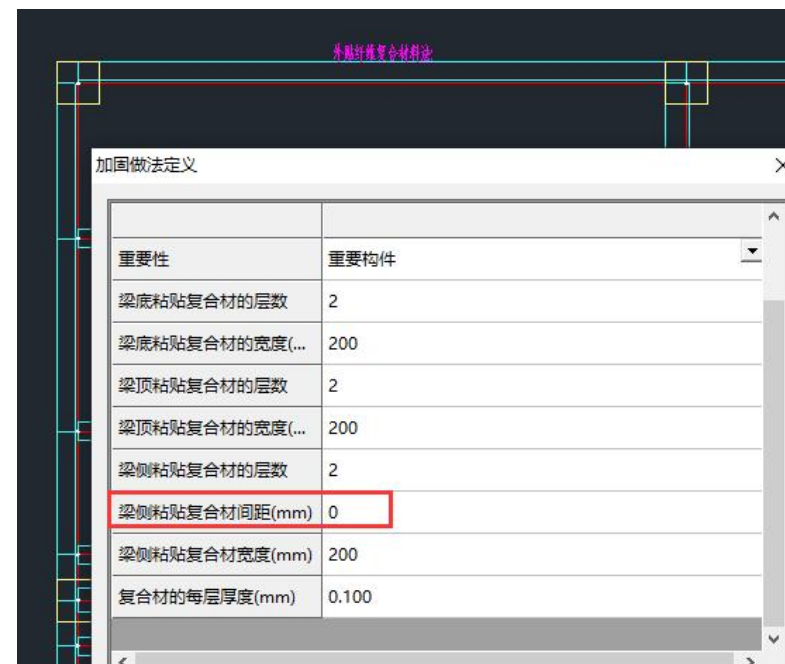 外贴纤维复合材料法
加固做法定义
重要性 重要构件
梁底粘贴复合材的层数 2
梁底粘贴复合材的宽度(... 200
梁顶粘贴复合材的层数 2
梁顶粘贴复合材的宽度(... 200
梁侧粘贴复合材的层数 2
梁侧粘贴复合材间距(mm) 0
梁侧粘贴复合材宽度(mm) 200
复合材的每层厚度(mm) 0.100